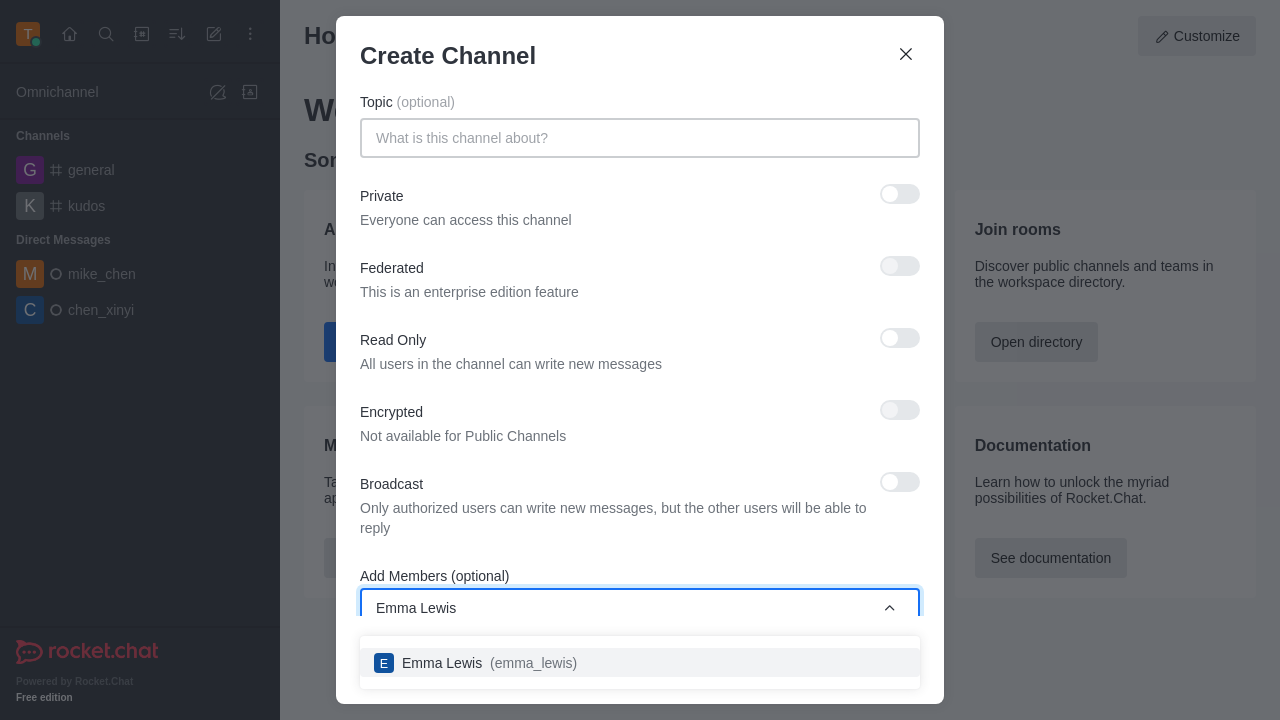 T
Omnichannel
Channels
G general
K kudos
Direct Messages
M mike_chen
C chen_xinyi
rocket.chat
Powered by Rocket.Chat
Free edition
Ho
Customize
We
Create Channel
Topic (optional)
What is this channel about?
Private
Everyone can access this channel
Federated
This is an enterprise edition feature
Read Only
All users in the channel can write new messages
Encrypted
Not available for Public Channels
Broadcast
Only authorized users can write new messages, but the other users will be able to
reply
Add Members (optional)
Emma Lewis
E Emma Lewis (emma_lewis)
Join rooms
Discover public channels and teams in
the workspace directory.
Open directory
Documentation
Learn how to unlock the myriad
possibilities of Rocket.Chat.
See documentation